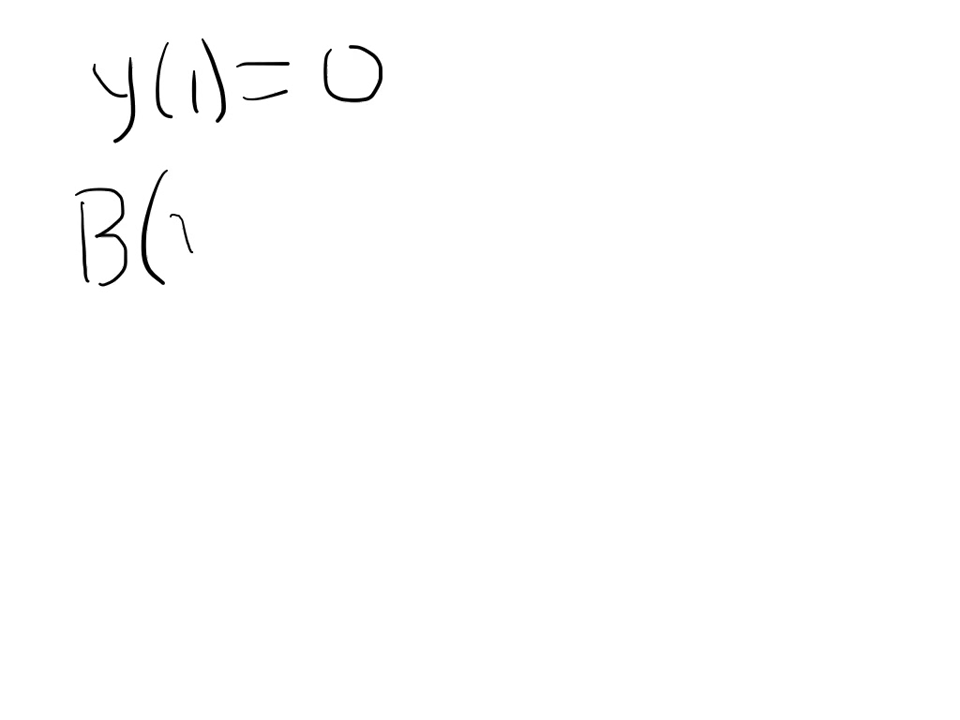 y(1) = 0
B(